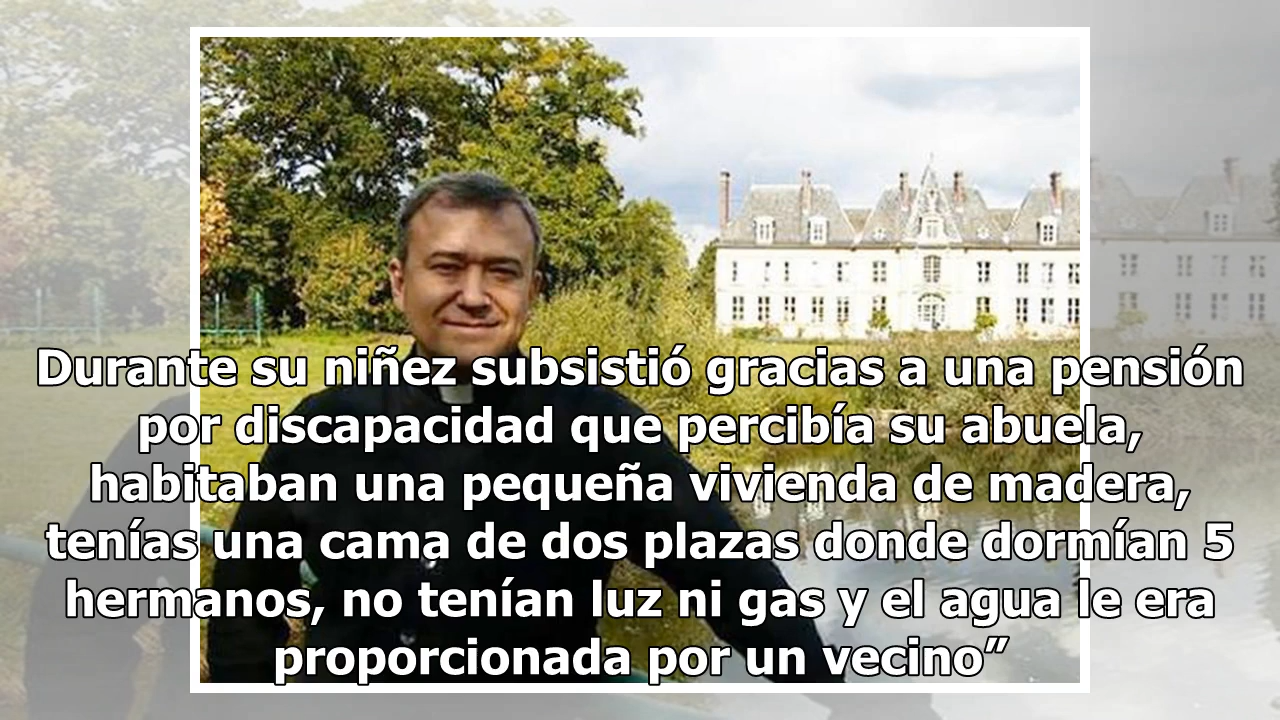 Durante su niñez subsistió gracias a una pensión
por discapacidad que percibía su abuela,
habitaban una pequeña vivienda de madera,
tenías una cama de dos plazas donde dormían 5
hermanos, no tenían luz ni gas y el agua le era
proporcionada por un vecino”